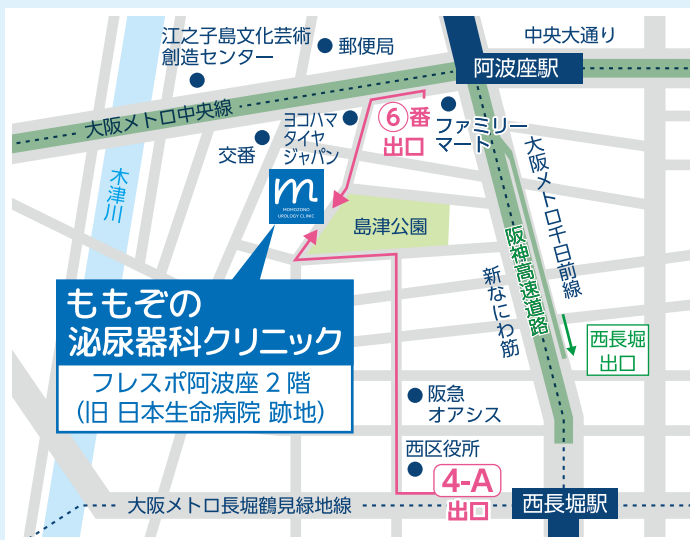 江之子島文化芸術
創造センター
郵便局
中央大通り
阿波座駅
大阪メトロ中央線
ヨコハマ
タイヤ
ジャパン
⑥番
出口
ファミリー
マート
交番
木津川
m
MOMOZONO
UROLOGY CLINIC
島津公園
大阪メトロ千日前線
阪神高速道路
新なにわ筋
ももぞの
泌尿器科クリニック
フレスポ阿波座 2 階
(旧 日本生命病院 跡地)
西長堀
出口
阪急
オアシス
西区役所
4-A
出口
大阪メトロ長堀鶴見緑地線
西長堀駅